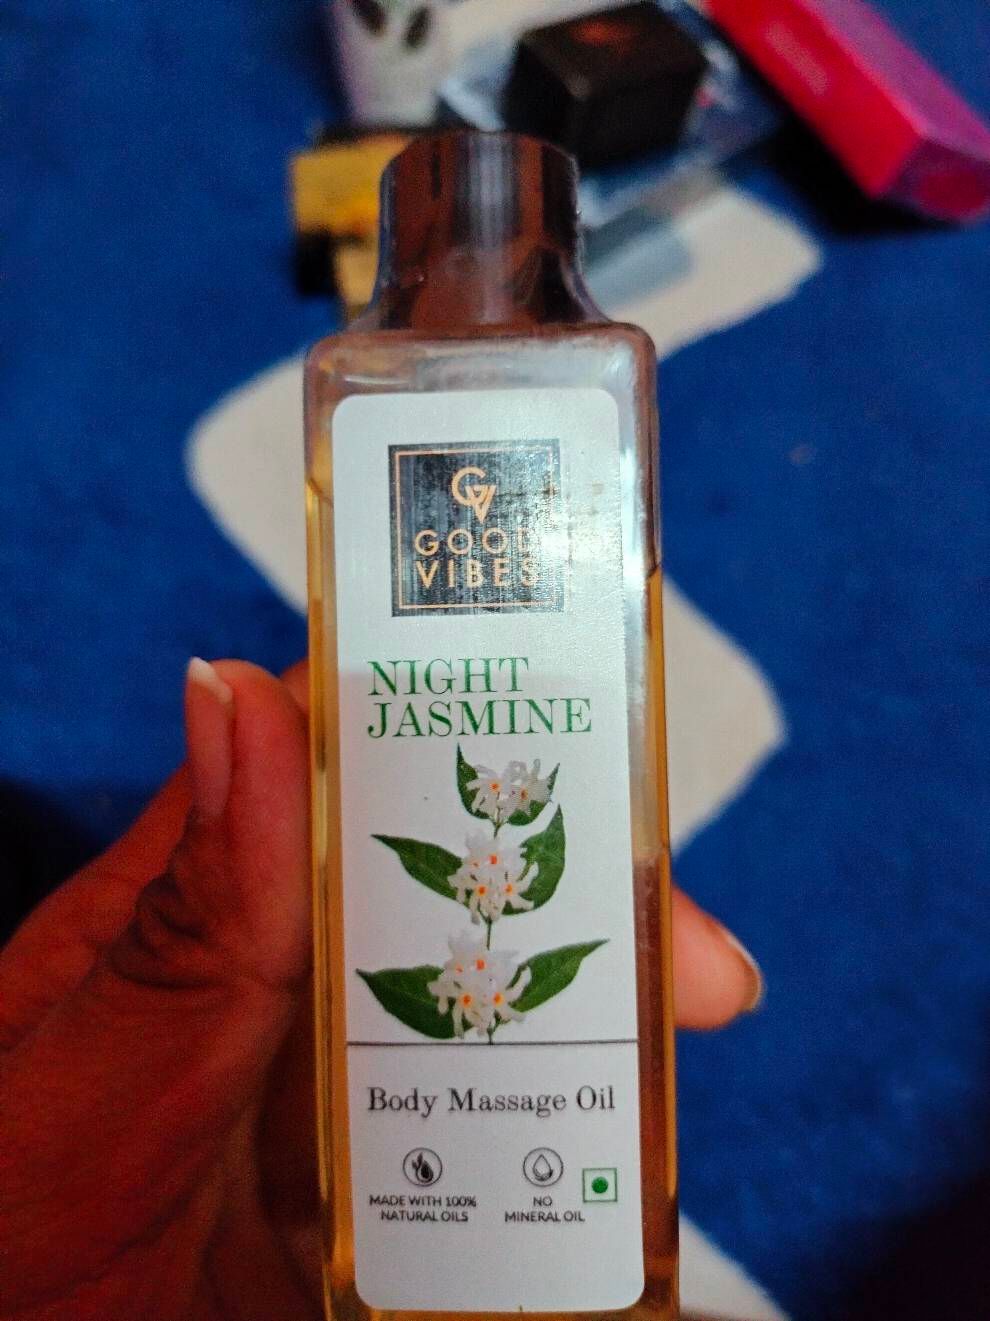 GV
GOOD
VIBES
NIGHT
JASMINE
Body Massage Oil
MADE WITH 100%
NATURAL OILS
NO
MINERAL OIL